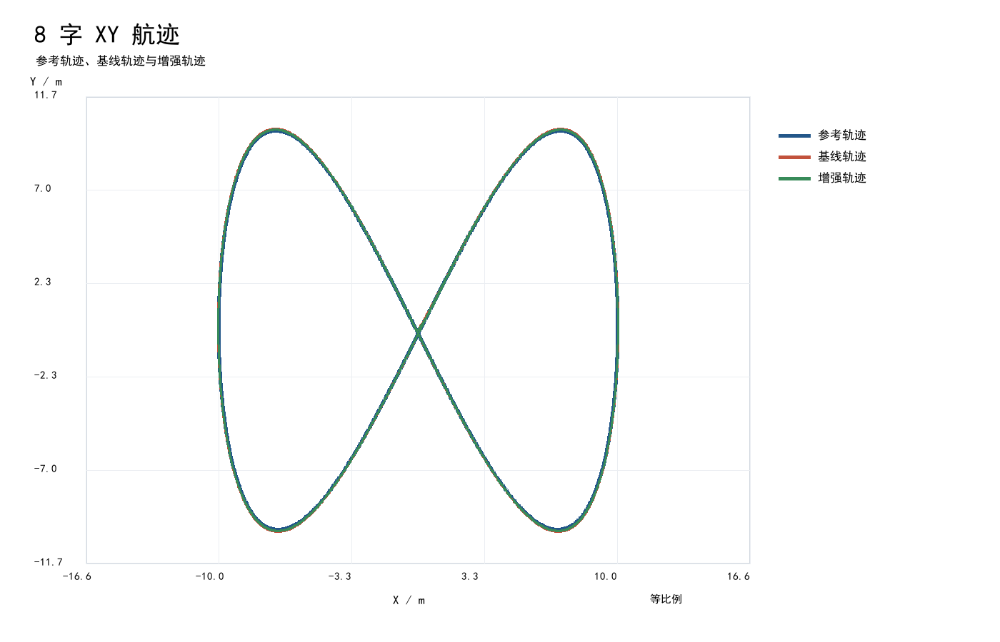 8 字 XY 航迹
参考轨迹、基线轨迹与增强轨迹
Y / m
11.7
7.0
2.3
-2.3
-7.0
-11.7
-16.6 -10.0 -3.3 3.3 10.0 16.6
X / m
等比例
参考轨迹
基线轨迹
增强轨迹